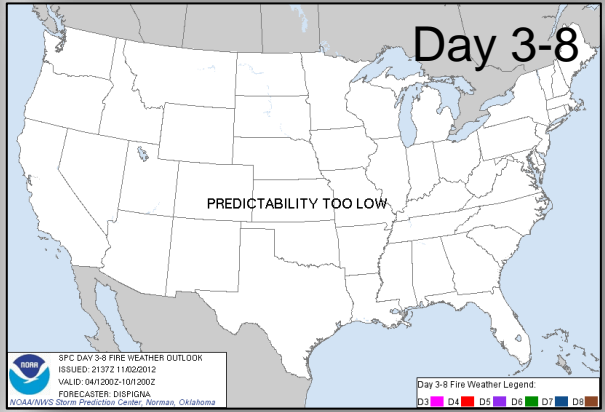 Day 3-8
PREDICTABILITY TOO LOW
NOAA
SPC DAY 3-8 FIRE WEATHER OUTLOOK
ISSUED: 2137Z 11/02/2012
VALID: 04/1200Z-10/1200Z
FORECASTER: DISPIGNA
NOAA/NWS Storm Prediction Center, Norman, Oklahoma
Day 3-8 Fire Weather Legend:
D3 D4 D5 D6 D7 D8